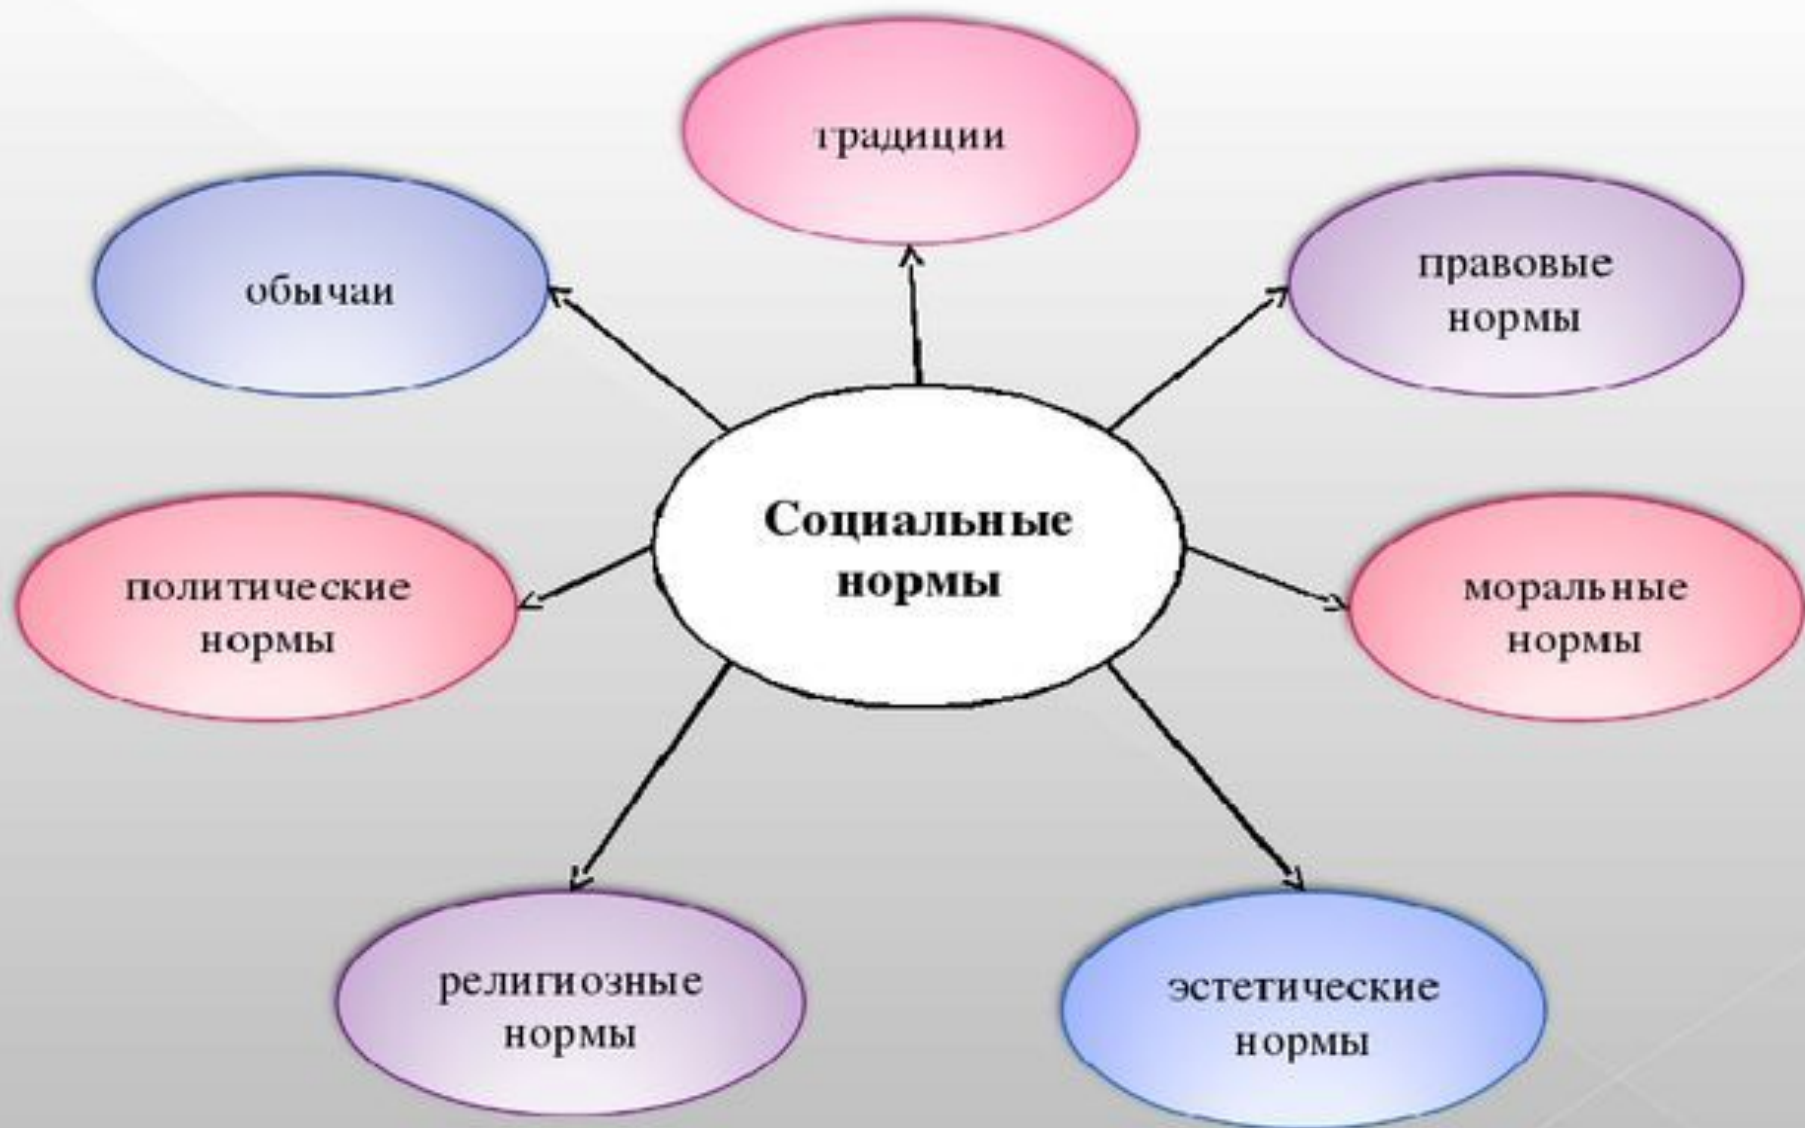 традиции
обычаи
правовые
нормы
Социальные
нормы
политические
нормы
моральные
нормы
религиозные
нормы
эстетические
нормы